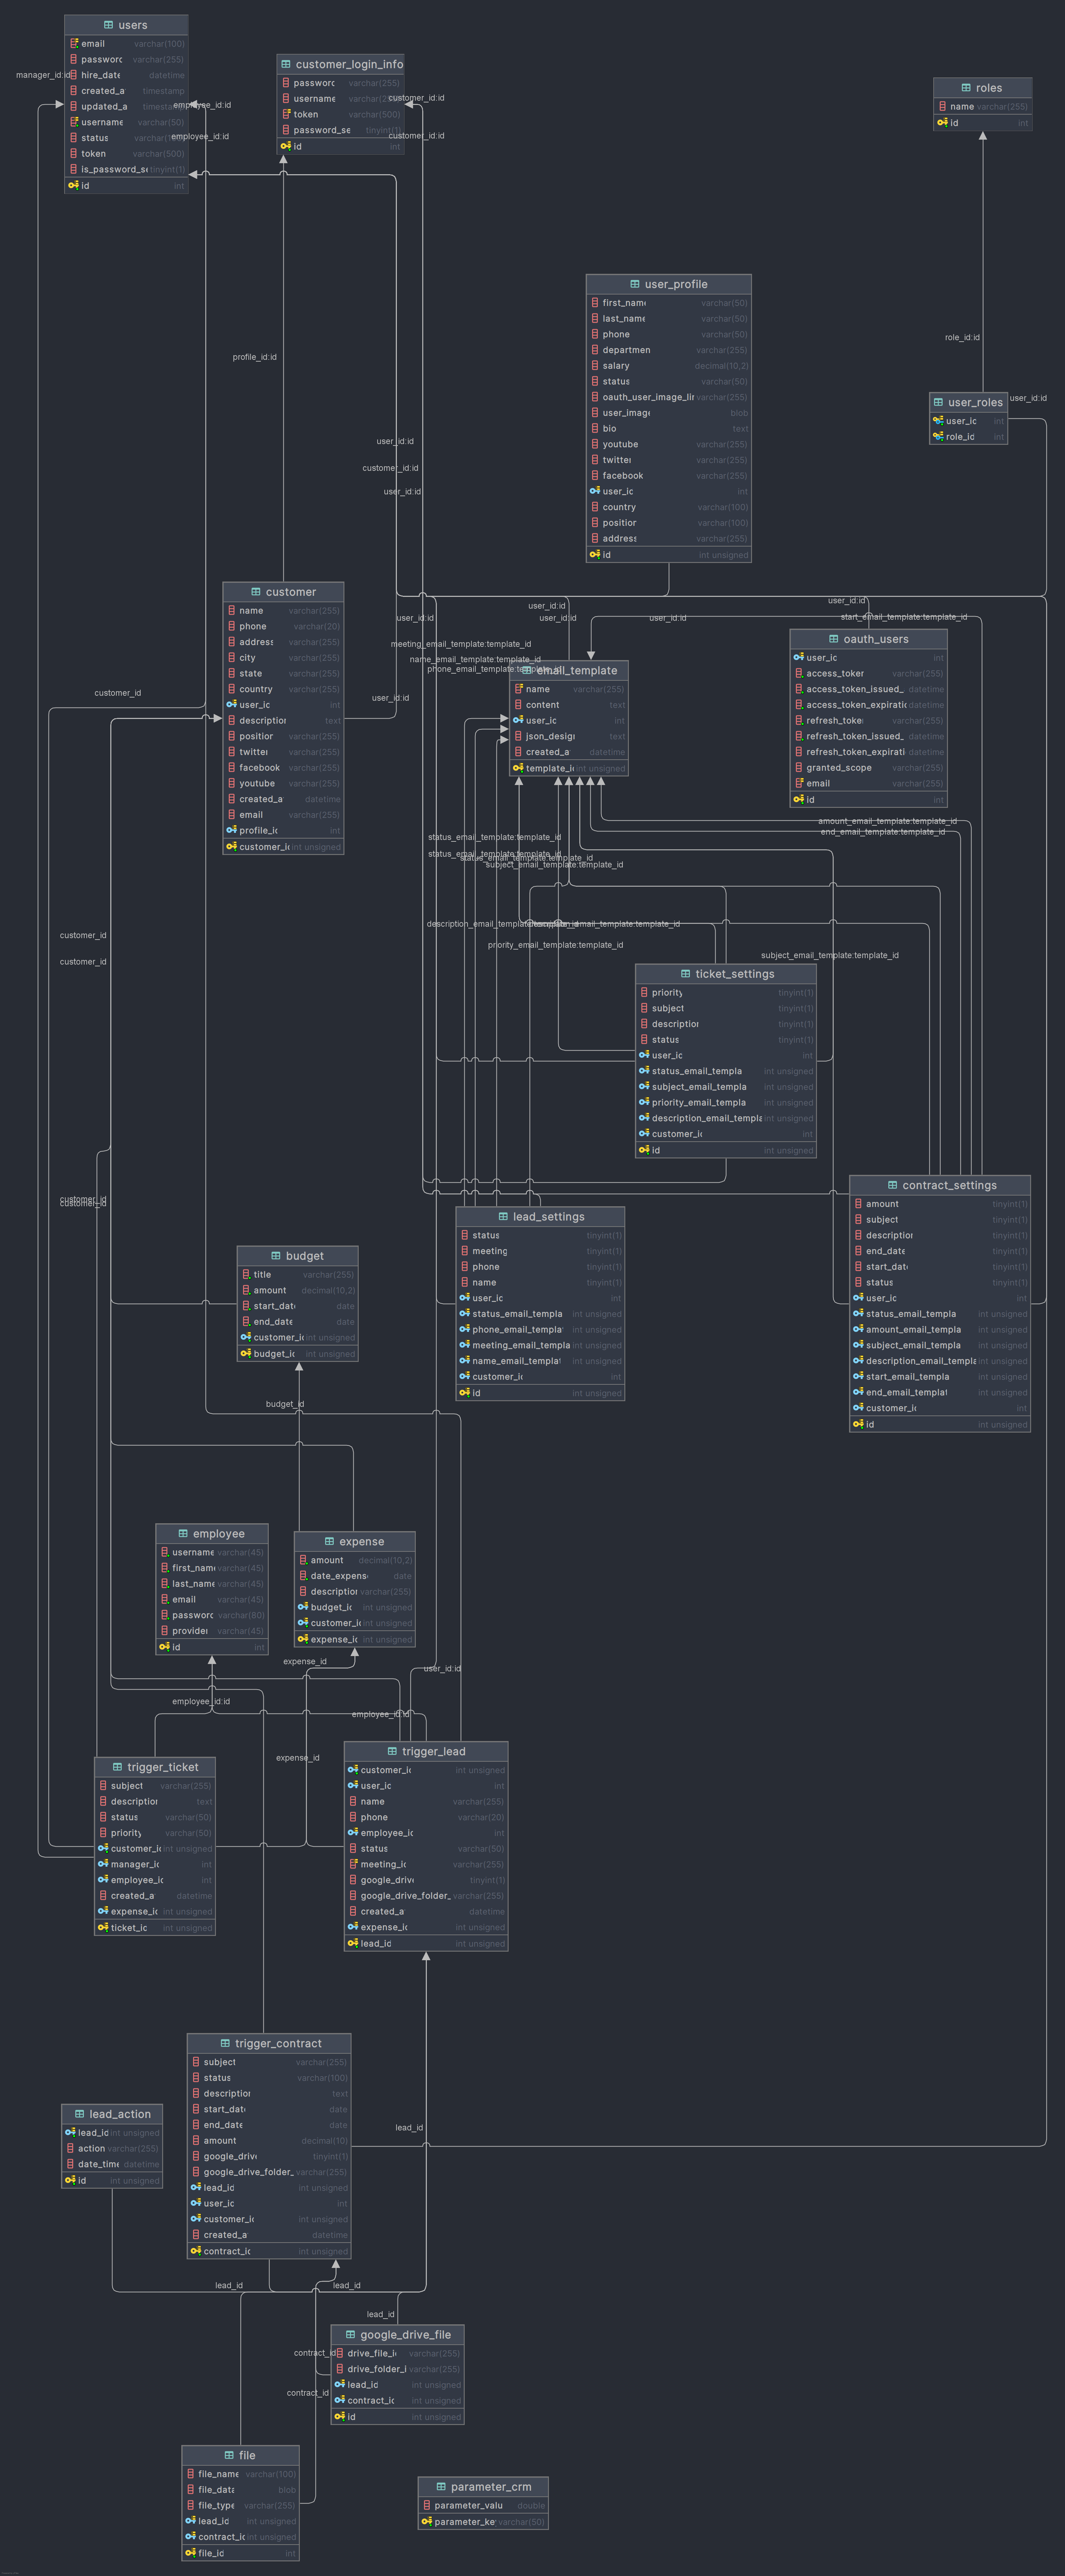 users
email varchar(100)
password varchar(255)
hire_date datetime
created_a timestamp
updated_a timestamp
username varchar(50)
status
token varchar(500)
is_password_se tinyint(1)
id int
manager_id:id
employee_id:id
employee_id:id
customer_login_info
password varchar(255)
username
token varchar(500)
password_se tinyint(1)
id int
customer_id:id
customer_id:id
roles
name varchar(255)
id int
role_id:id
user_profile
first_name varchar(50)
last_name varchar(50)
phone varchar(50)
departmen varchar(255)
salary decimal(10,2)
status varchar(50)
oauth_user_image_lir varchar(255)
user_image blob
bio text
youtube varchar(255)
twitter varchar(255)
facebook varchar(255)
user_ic int
country varchar(100)
position varchar(100)
address varchar(255)
id int unsigned
user_roles
user_ic int
role_id int
user_id:id
profile_id:id
user_id:id
customer_id:id
user_id:id
customer
name varchar(255)
phone varchar(20)
address varchar(255)
city varchar(255)
state varchar(255)
country varchar(255)
user_ic int
description text
position varchar(255)
twitter varchar(255)
facebook varchar(255)
youtube varchar(255)
created_a datetime
email varchar(255)
profile_ic int
customer_ic int unsigned
customer_id
user_id:id
user_id:id
user_id:id
user_id:id
user_id:id
user_id:id
start_email_template:template_id
meeting_email_template:template_id
name_email_template:template_id
phone_email_template:template_id
email_template
name varchar(255)
content text
user_ic int
json_desigr text
created_a datetime
template_ic int unsigned
oauth_users
user_ic int
access_token varchar(255)
access_token_issued_ datetime
access_token_expiratic datetime
refresh_toker varchar(255)
refresh_token_issued_ datetime
refresh_token_expirati datetime
granted_scope varchar(255)
email varchar(255)
id int
amount_email_template:template_id
end_email_template:template_id
status_email_template:template_id
status_email_template:template_id
status_email_template:template_id
subject_email_template:template_id
description_email_template:template_id
description_email_template:template_id
priority_email_template:template_id
subject_email_template:template_id
customer_id
customer_id
ticket_settings
priority tinyint(1)
subject tinyint(1)
description tinyint(1)
status tinyint(1)
user_ic int
status_email_templa int unsigned
subject_email_templa int unsigned
priority_email_templa int unsigned
description_email_templa int unsigned
customer_ic int
id int unsigned
contract_settings
amount tinyint(1)
subject tinyint(1)
description tinyint(1)
end_date tinyint(1)
start_date tinyint(1)
status tinyint(1)
user_ic int
status_email_templa int unsigned
amount_email_templa int unsigned
subject_email_templa int unsigned
description_email_templa int unsigned
start_email_templa int unsigned
end_email_templat int unsigned
customer_ic int
id int unsigned
customer_id
customer_id
lead_settings
status tinyint(1)
meeting tinyint(1)
phone tinyint(1)
name tinyint(1)
user_ic int
status_email_templa int unsigned
phone_email_templa int unsigned
meeting_email_templa int unsigned
name_email_templat int unsigned
customer_ic int
id int unsigned
budget
title varchar(255)
amount decimal(10,2)
start_date date
end_date date
customer_ic int unsigned
budget_ic int unsigned
budget_id
employee
username varchar(45)
first_name varchar(45)
last_name varchar(45)
email varchar(45)
password varchar(80)
provider varchar(45)
id int
expense
amount decimal(10,2)
date_expens date
description varchar(255)
budget_ic int unsigned
customer_ic int unsigned
expense_ic int unsigned
expense_id
user_id:id
employee_id:id
employee_id:id
expense_id
trigger_ticket
subject varchar(255)
description text
status varchar(50)
priority varchar(50)
customer_ic int unsigned
manager_ic int
employee_ic int
created_a datetime
expense_ic int unsigned
ticket_ic int unsigned
trigger_lead
customer_ic int unsigned
user_ic int
name varchar(255)
phone varchar(20)
employee_ic int
status varchar(50)
meeting_ic varchar(255)
google_drive tinyint(1)
google_drive_folder_ varchar(255)
created_a datetime
expense_ic int unsigned
lead_id int unsigned
trigger_contract
subject varchar(255)
status varchar(100)
description text
start_date date
end_date date
amount decimal(10)
google_drive tinyint(1)
google_drive_folder_ varchar(255)
lead_id int unsigned
user_ic int
customer_ic int unsigned
created_a datetime
contract_ic int unsigned
lead_action
lead_id int unsigned
action varchar(255)
date_time datetime
id int unsigned
lead_id
lead_id
lead_id
lead_id
google_drive_file
drive_file_ic varchar(255)
drive_folder_i varchar(255)
lead_id int unsigned
contract_ic int unsigned
id int unsigned
contract_id
contract_id
file
file_name varchar(100)
file_data blob
file_type varchar(255)
lead_id int unsigned
contract_ic int unsigned
file_id int
parameter_crm
parameter_valu double
parameter_ke varchar(50)